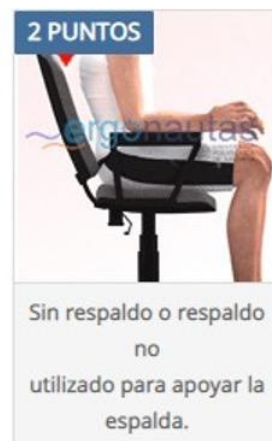 2 PUNTOS
ergonautas
Sin respaldo o respaldo
no
utilizado para apoyar la
espalda.